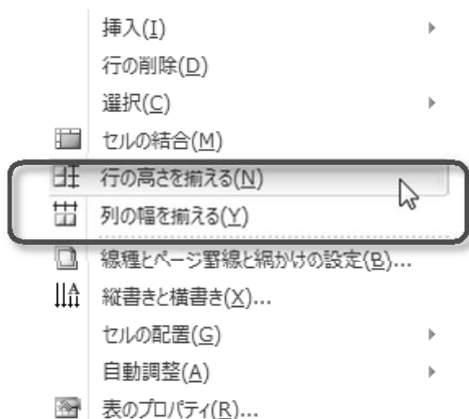 挿入(I)
行の削除(D)
選択(C)
セルの結合(M)
行の高さを揃える(N)
列の幅を揃える(Y)
線種とページ罫線と網かけの設定(B)...
縦書きと横書き(X)...
セルの配置(G)
自動調整(A)
表のプロパティ(R)...